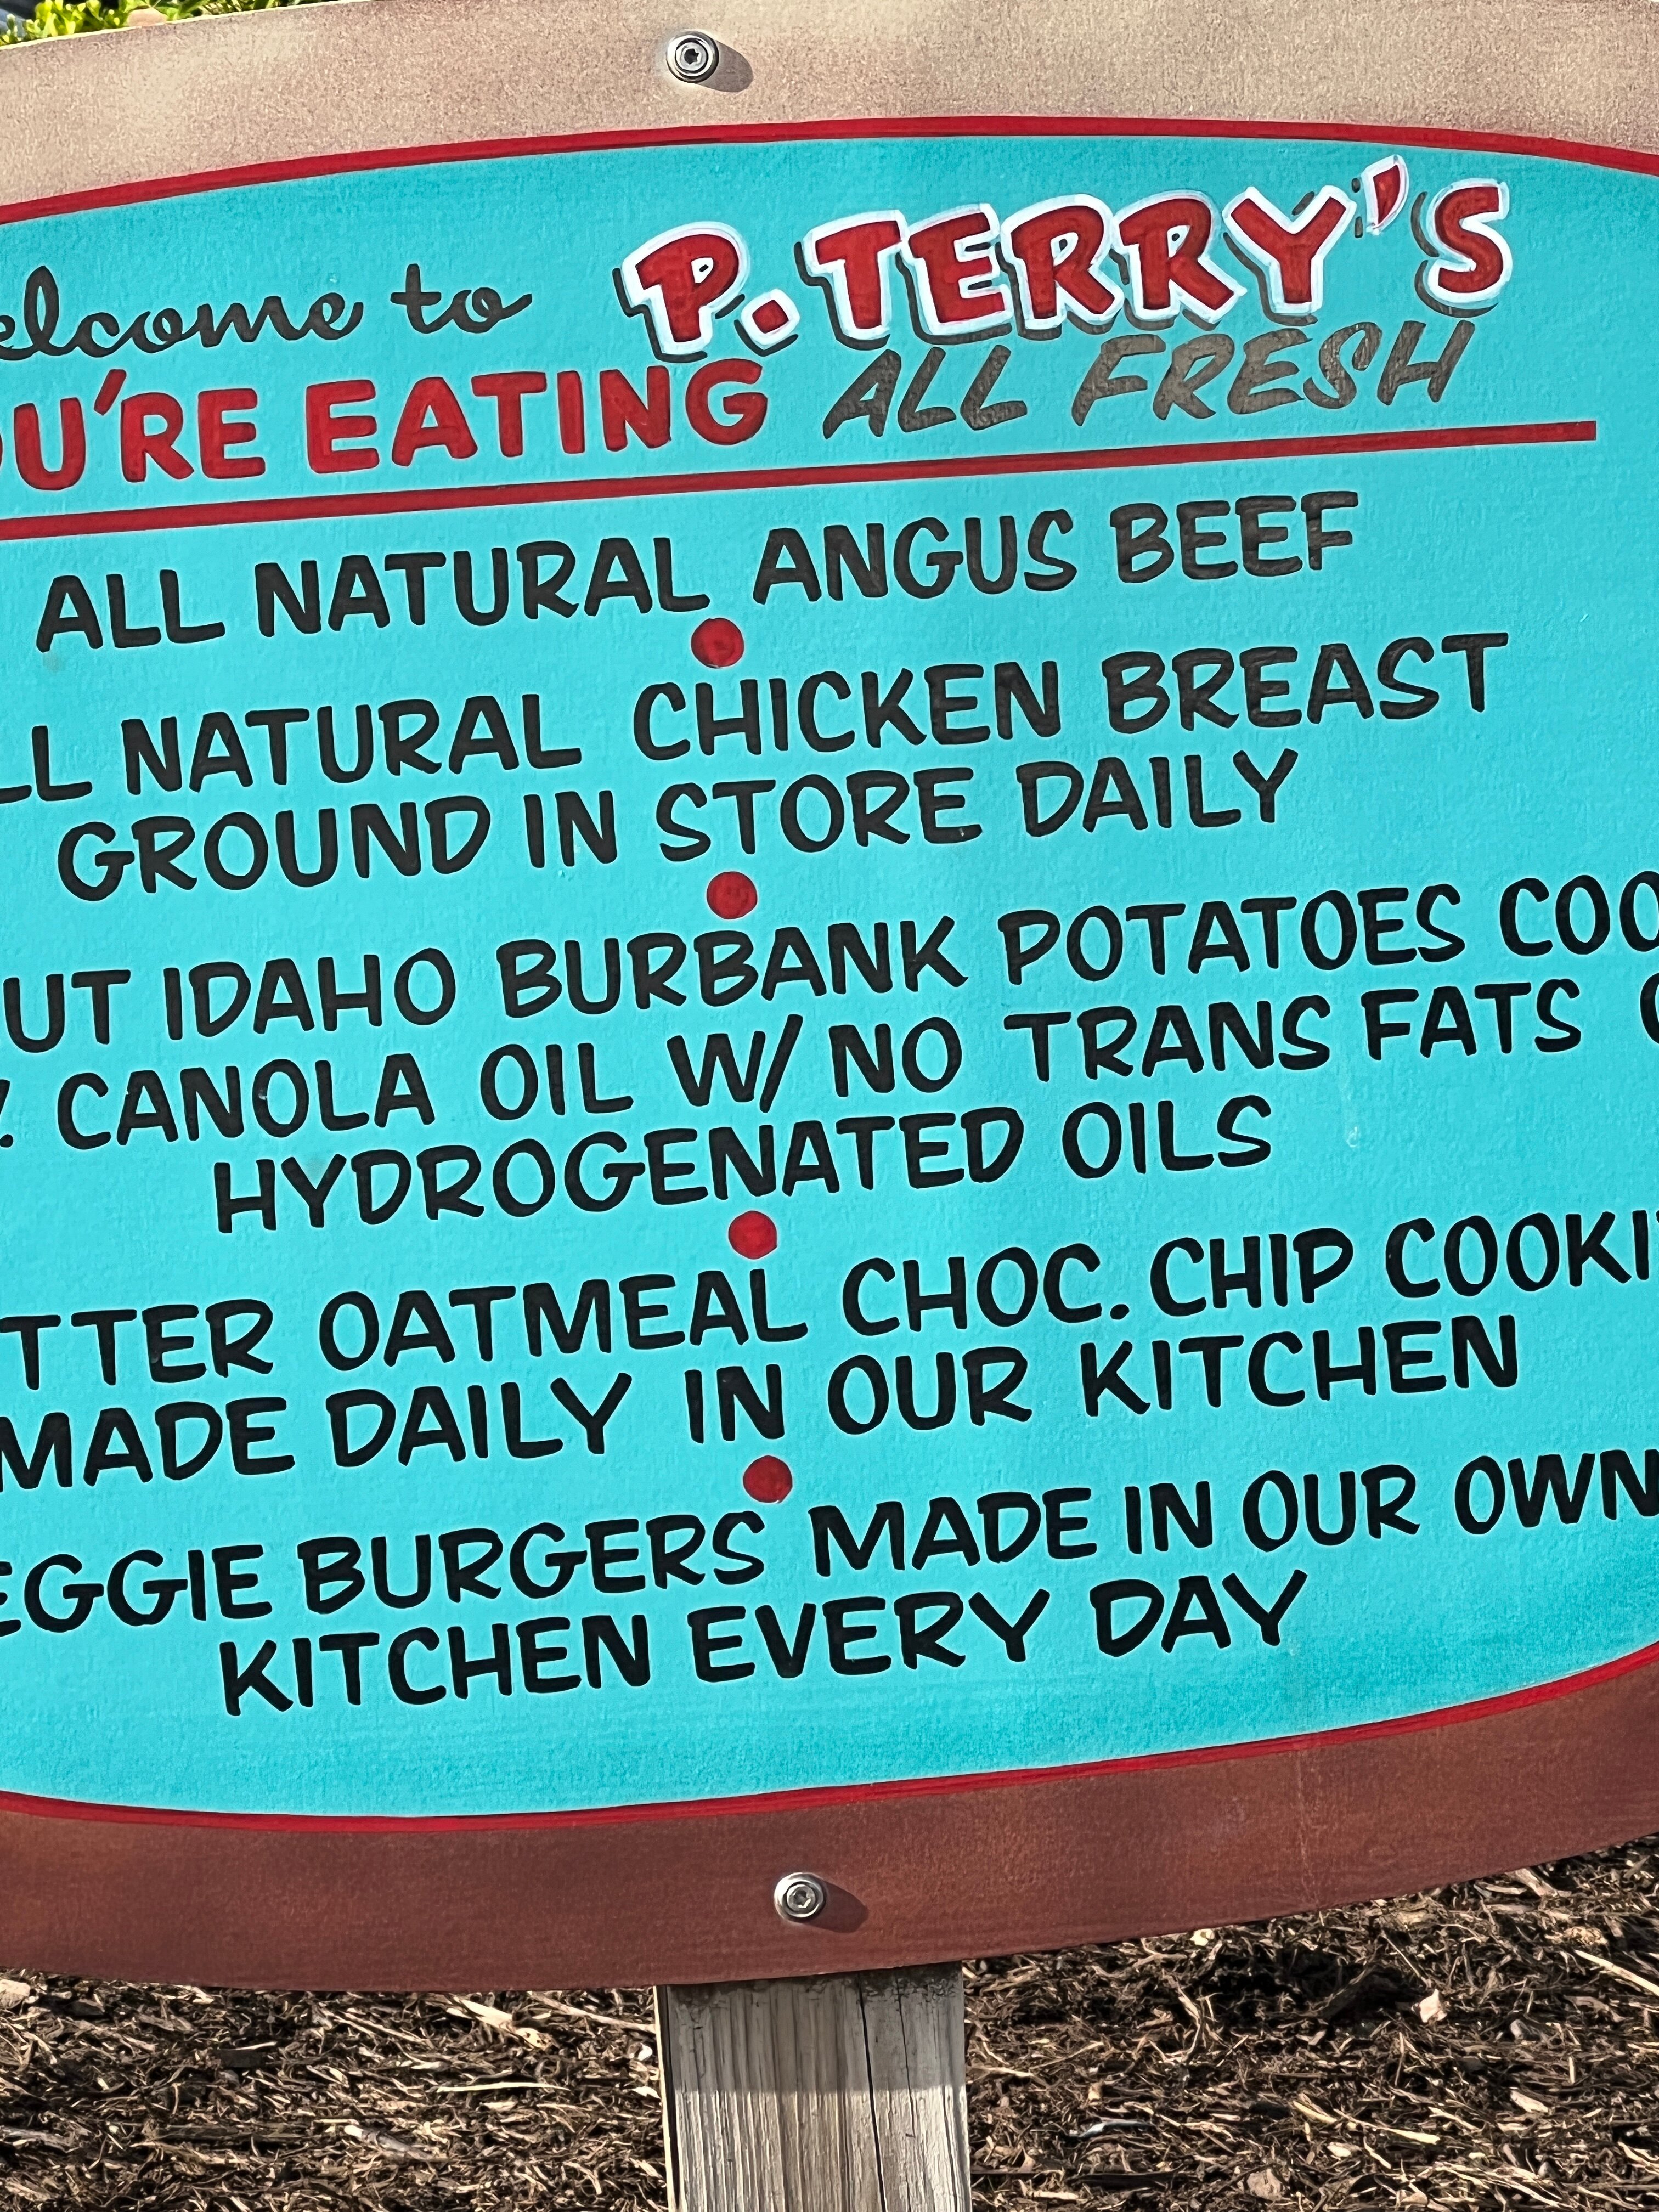 elcome to P. TERRY'S
OU'RE EATING ALL FRESH
ALL NATURAL ANGUS BEEF
LL NATURAL CHICKEN BREAST
GROUND IN STORE DAILY
UT IDAHO BURBANK POTATOES COO
% CANOLA OIL W/ NO TRANS FATS
HYDROGENATED OILS
TTER OATMEAL CHOC. CHIP COOKI
MADE DAILY IN OUR KITCHEN
EGGIE BURGERS MADE IN OUR OWN
KITCHEN EVERY DAY